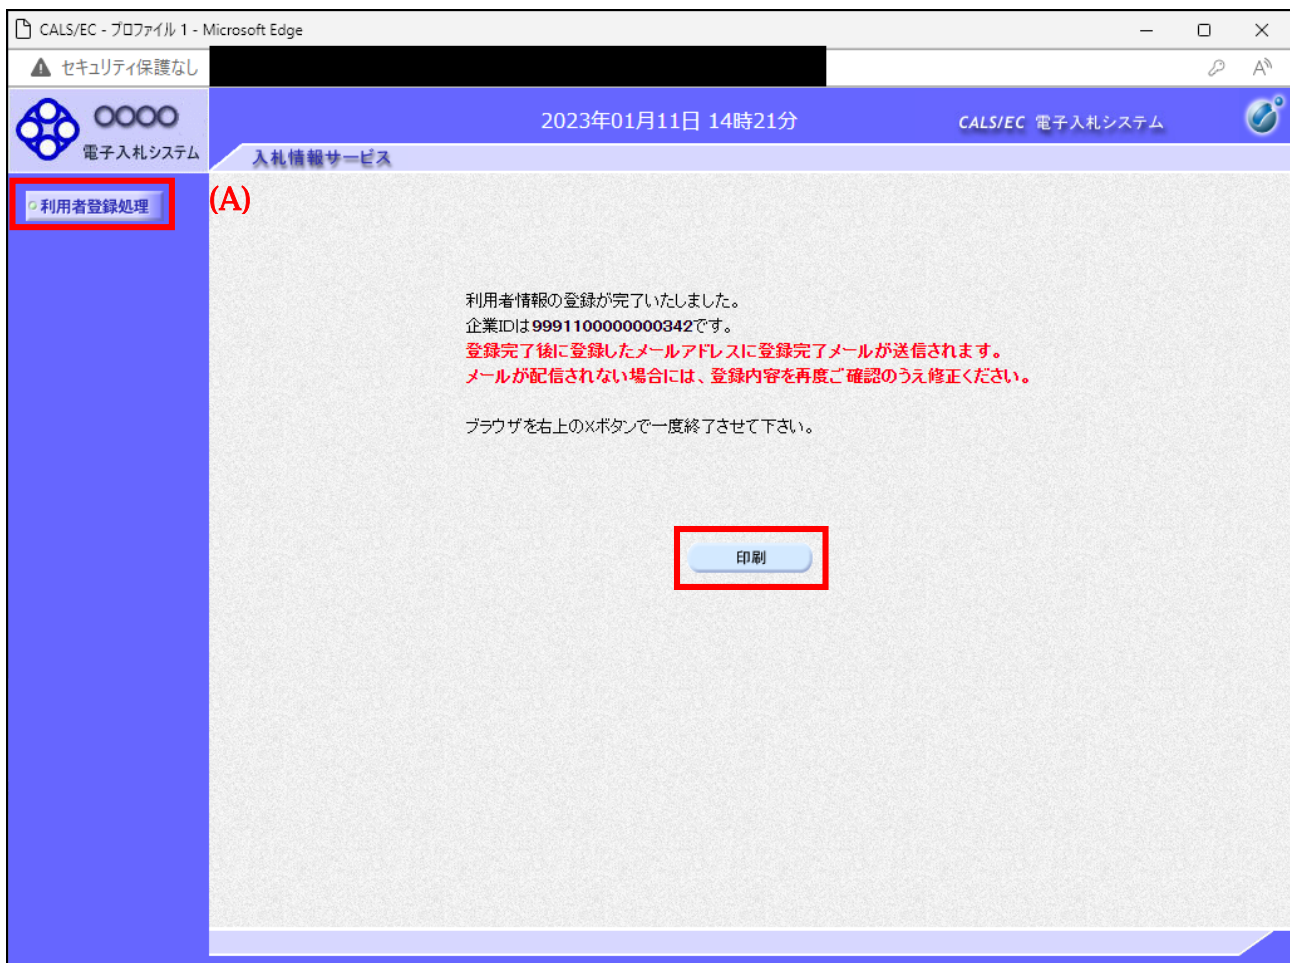 CALS/EC - プロファイル 1 - Microsoft Edge
セキュリティ保護なし
OOOO
電子入札システム
2023年01月11日 14時21分
CALS/EC 電子入札システム
入札情報サービス
利用者登録処理
(A)
利用者情報の登録が完了いたしました。
企業IDは9991100000000342です。
登録完了後に登録したメールアドレスに登録完了メールが送信されます。
メールが配信されない場合には、登録内容を再度ご確認のうえ修正ください。
ブラウザを右上の×ボタンで一度終了させて下さい。
印刷